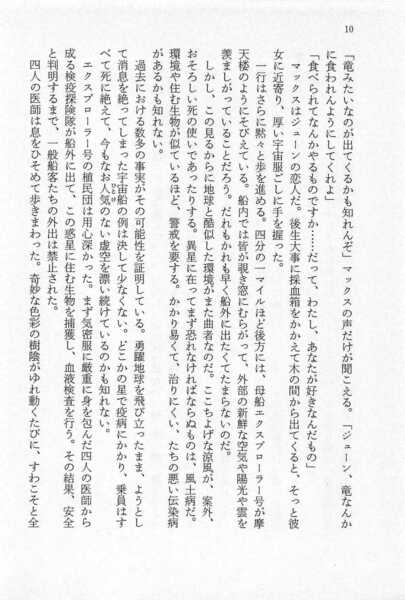 10
「竜みたいなのが出てくるかも知れんぞ」マックスの声だけが聞こえる。「ジューン、竜なんか
に食われんようにしてくれよ」
「食べられてなんかやるものですか……だって、わたし、あなたが好きなんだもの」
マックスはジューンの恋人だ。後生大事に採血箱をかかえて木の間から出てくると、そっと彼
女に近寄り、厚い宇宙服ごしに手を握った。
一行はさらに黙々と歩を進める。四分の一マイルほど後方には、母船エクスプローラー号が摩
天楼のようにそびえている。船内では皆が覗き窓にむらがって、外部の新鮮な空気や陽光や雲を
羨ましがっていることだろう。だれもかれも早く船外に出たくてたまらないのだ。
しかし、この見るからに地球と酷似した環境がまた曲者なのだ。ここちよげな涼風が、案外、
おそろしい死の使いであったりする。異星に在ってまず恐れなければならぬものは、風土病だ。
環境や住む生物が似ているほど、警戒を要する。かかり易くて、治りにくい、たちの悪い伝染病
があるかも知れない。
過去における数多の事実がその可能性を証明している。勇躍地球を飛び立ったまま、ようとし
て消息を絶ってしまった宇宙船の例は決して少なくない。どこかの星で疫病にかかり、乗員はす
べて死に絶えて、今もなお人気のない虚空を漂い続けているのかも知れない。
エクスプローラー号の植民団は用心深かった。まず気密服に厳重に身を包んだ四人の医師から
成る検疫探険隊が船外に出て、この惑星に住む生物を捕獲し、血液検査を行う。その結果、安全
と判明するまで、一般船客たちの外出は禁止された。
四人の医師は息をひそめて歩きまわった。奇妙な色彩の樹陰がゆれ動くたびに、すわこそと全